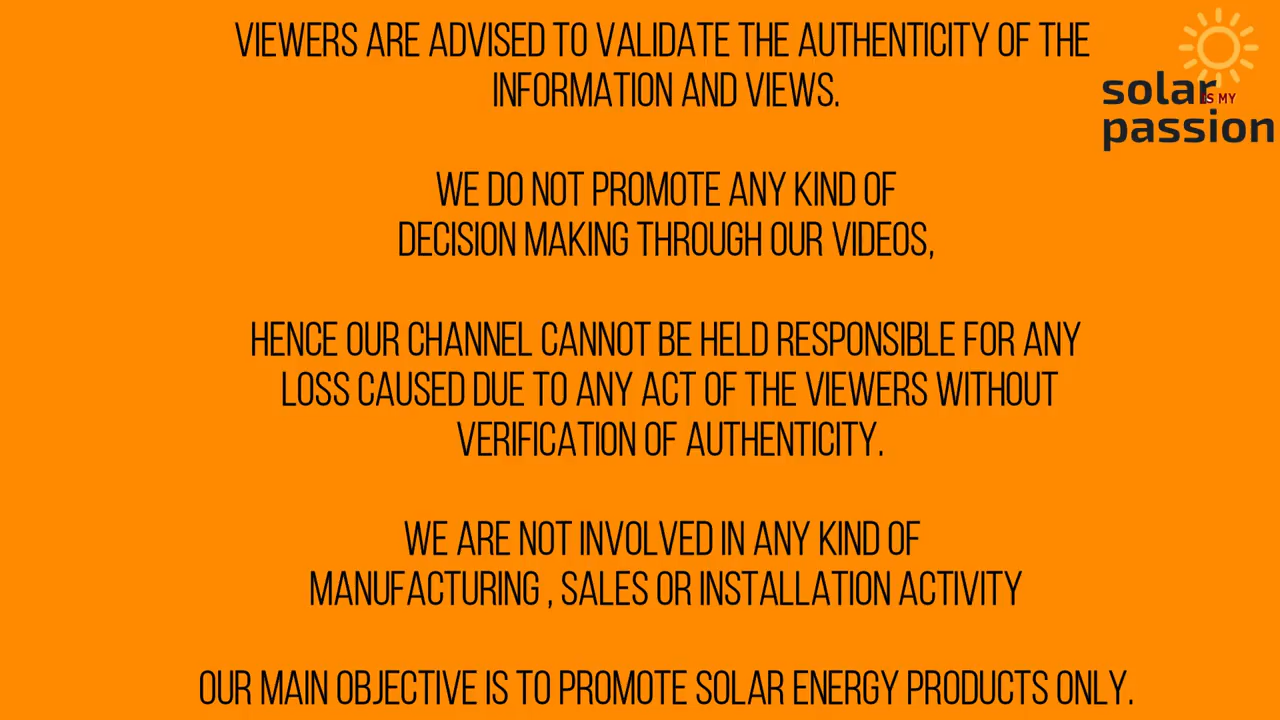 VIEWERS ARE ADVISED TO VALIDATE THE AUTHENTICITY OF THE
INFORMATION AND VIEWS.
solar
IS MY
passion
WE DO NOT PROMOTE ANY KIND OF
DECISION MAKING THROUGH OUR VIDEOS,
HENCE OUR CHANNEL CANNOT BE HELD RESPONSIBLE FOR ANY
LOSS CAUSED DUE TO ANY ACT OF THE VIEWERS WITHOUT
VERIFICATION OF AUTHENTICITY.
WE ARE NOT INVOLVED IN ANY KIND OF
MANUFACTURING , SALES OR INSTALLATION ACTIVITY
OUR MAIN OBJECTIVE IS TO PROMOTE SOLAR ENERGY PRODUCTS ONLY.